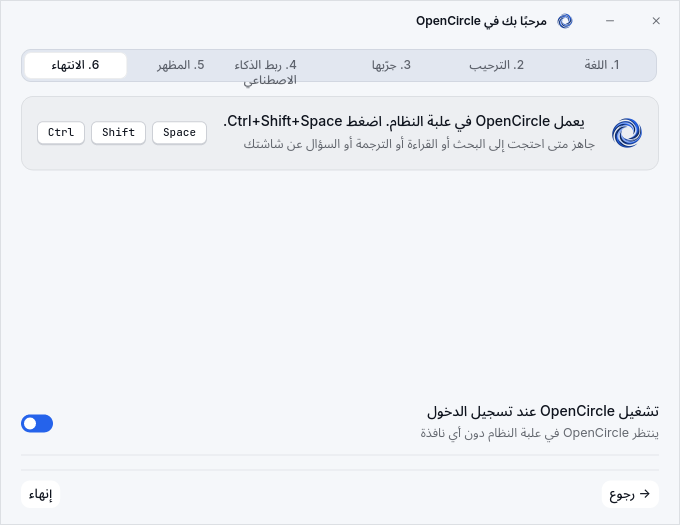 مرحبًا بك في OpenCircle
1. اللغة
2. الترحيب
3. جرّبها
4. ربط الذكاء
الاصطناعي
5. المظهر
6. الانتهاء
يعمل OpenCircle في علبة النظام. اضغط Ctrl+Shift+Space.
جاهز متى احتجت إلى البحث أو القراءة أو الترجمة أو السؤال عن شاشتك
Ctrl Shift Space
تشغيل OpenCircle عند تسجيل الدخول
ينتظر OpenCircle في علبة النظام دون أي نافذة
→ رجوع
إنهاء